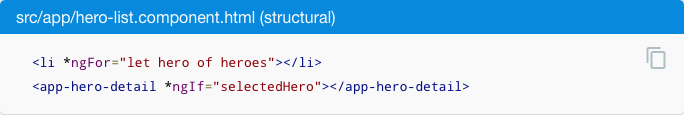 src/app/hero-list.component.html (structural)
<li *ngFor="let hero of heroes"></li>
<app-hero-detail *ngIf="selectedHero"></app-hero-detail>